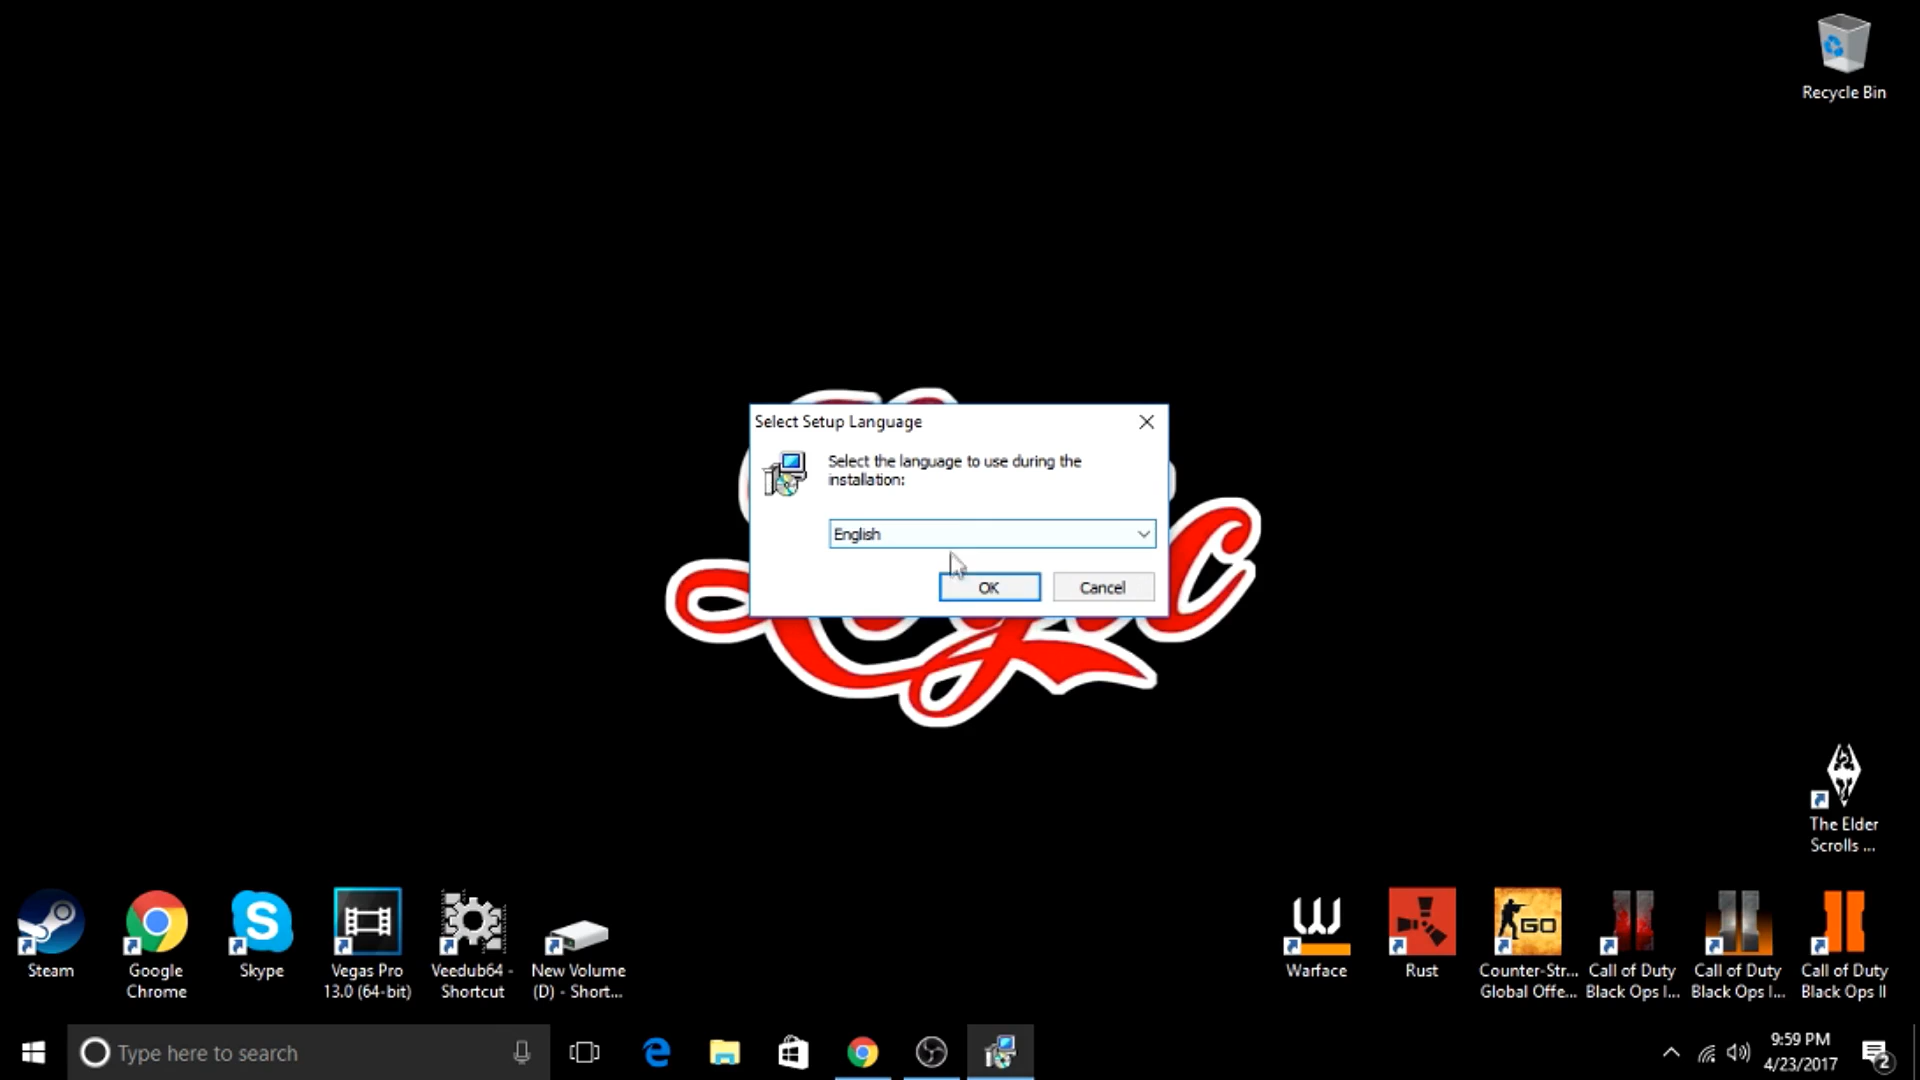 Recycle Bin
Select Setup Language
Select the language to use during the
installation:
English
OK
Cancel
The Elder
Scrolls ...
Steam
Google
Chrome
Skype
Vegas Pro
13.0 (64-bit)
Veedub64 -
Shortcut
New Volume
(D) - Short...
Warface
Rust
GO
Counter-Str...
Global Offe...
Call of Duty
Black Ops I...
Call of Duty
Black Ops I...
Call of Duty
Black Ops II
Type here to search
9:59 PM
4/23/2017
2